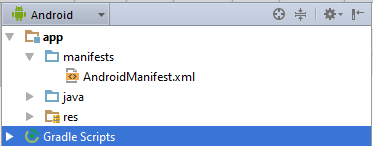 Android
app
manifests
AndroidManifest.xml
java
res
Gradle Scripts